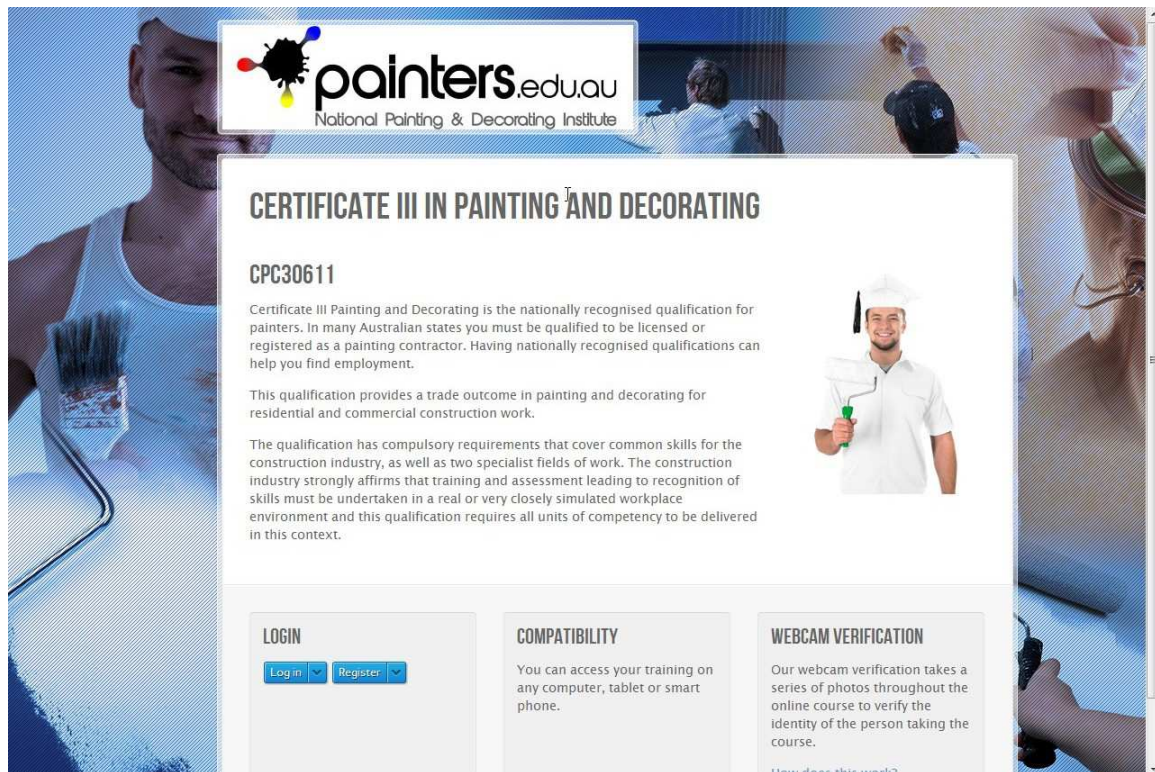 painters.edu.au
National Painting & Decorating Institute
CERTIFICATE III IN PAINTING AND DECORATING
CPC30611
Certificate III Painting and Decorating is the nationally recognised qualification for
painters. In many Australian states you must be qualified to be licensed or
registered as a painting contractor. Having nationally recognised qualifications can
help you find employment.
This qualification provides a trade outcome in painting and decorating for
residential and commercial construction work.
The qualification has compulsory requirements that cover common skills for the
construction industry, as well as two specialist fields of work. The construction
industry strongly affirms that training and assessment leading to recognition of
skills must be undertaken in a real or very closely simulated workplace
environment and this qualification requires all units of competency to be delivered
in this context.
LOGIN
Log in
Register
COMPATIBILITY
You can access your training on
any computer, tablet or smart
phone.
WEBCAM VERIFICATION
Our webcam verification takes a
series of photos throughout the
online course to verify the
identity of the person taking the
course.
How does this work?